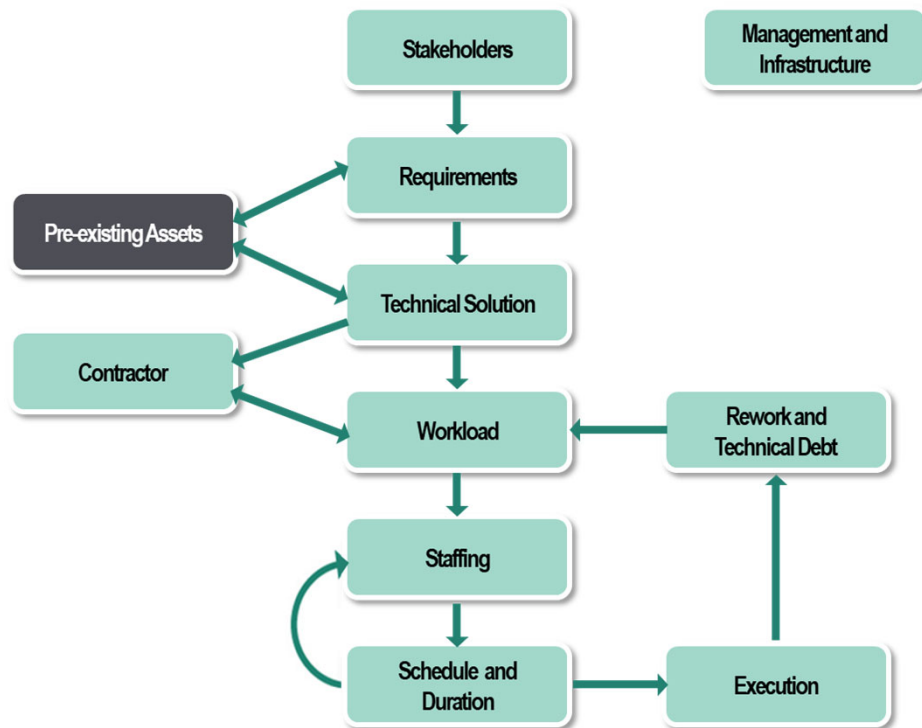 Stakeholders
Management and
Infrastructure
Requirements
Pre-existing Assets
Technical Solution
Contractor
Workload
Rework and
Technical Debt
Staffing
Schedule and
Duration
Execution